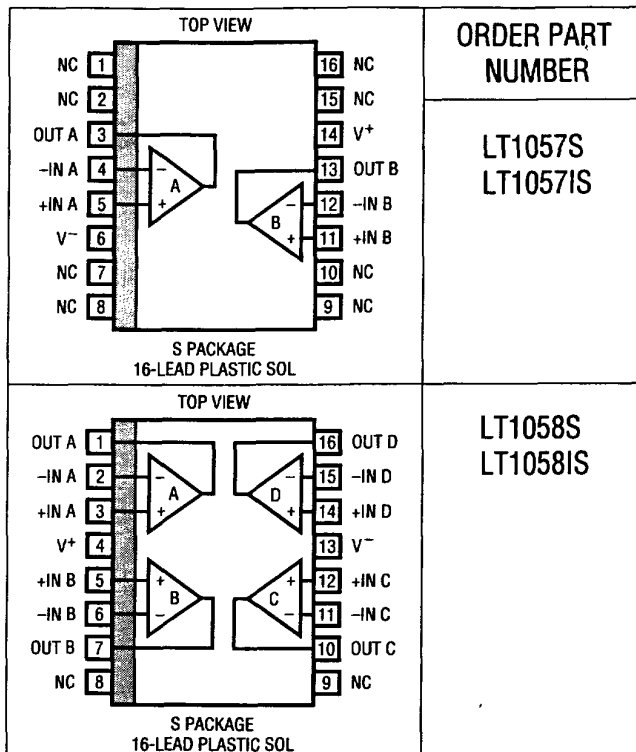 TOP VIEW
NC 1 16 NC
NC 2 15 NC
OUT A 3 14 V+
–IN A 4 13 OUT B
+IN A 5 12 –IN B
V– 6 11 +IN B
NC 7 10 NC
NC 8 9 NC
– A +
– B +
S PACKAGE
16-LEAD PLASTIC SOL
ORDER PART
NUMBER
LT1057S
LT1057IS
TOP VIEW
OUT A 1 16 OUT D
–IN A 2 15 –IN D
+IN A 3 14 +IN D
V+ 4 13 V–
+IN B 5 12 +IN C
–IN B 6 11 –IN C
OUT B 7 10 OUT C
NC 8 9 NC
– A +
– D +
+ B –
+ C –
S PACKAGE
16-LEAD PLASTIC SOL
LT1058S
LT1058IS